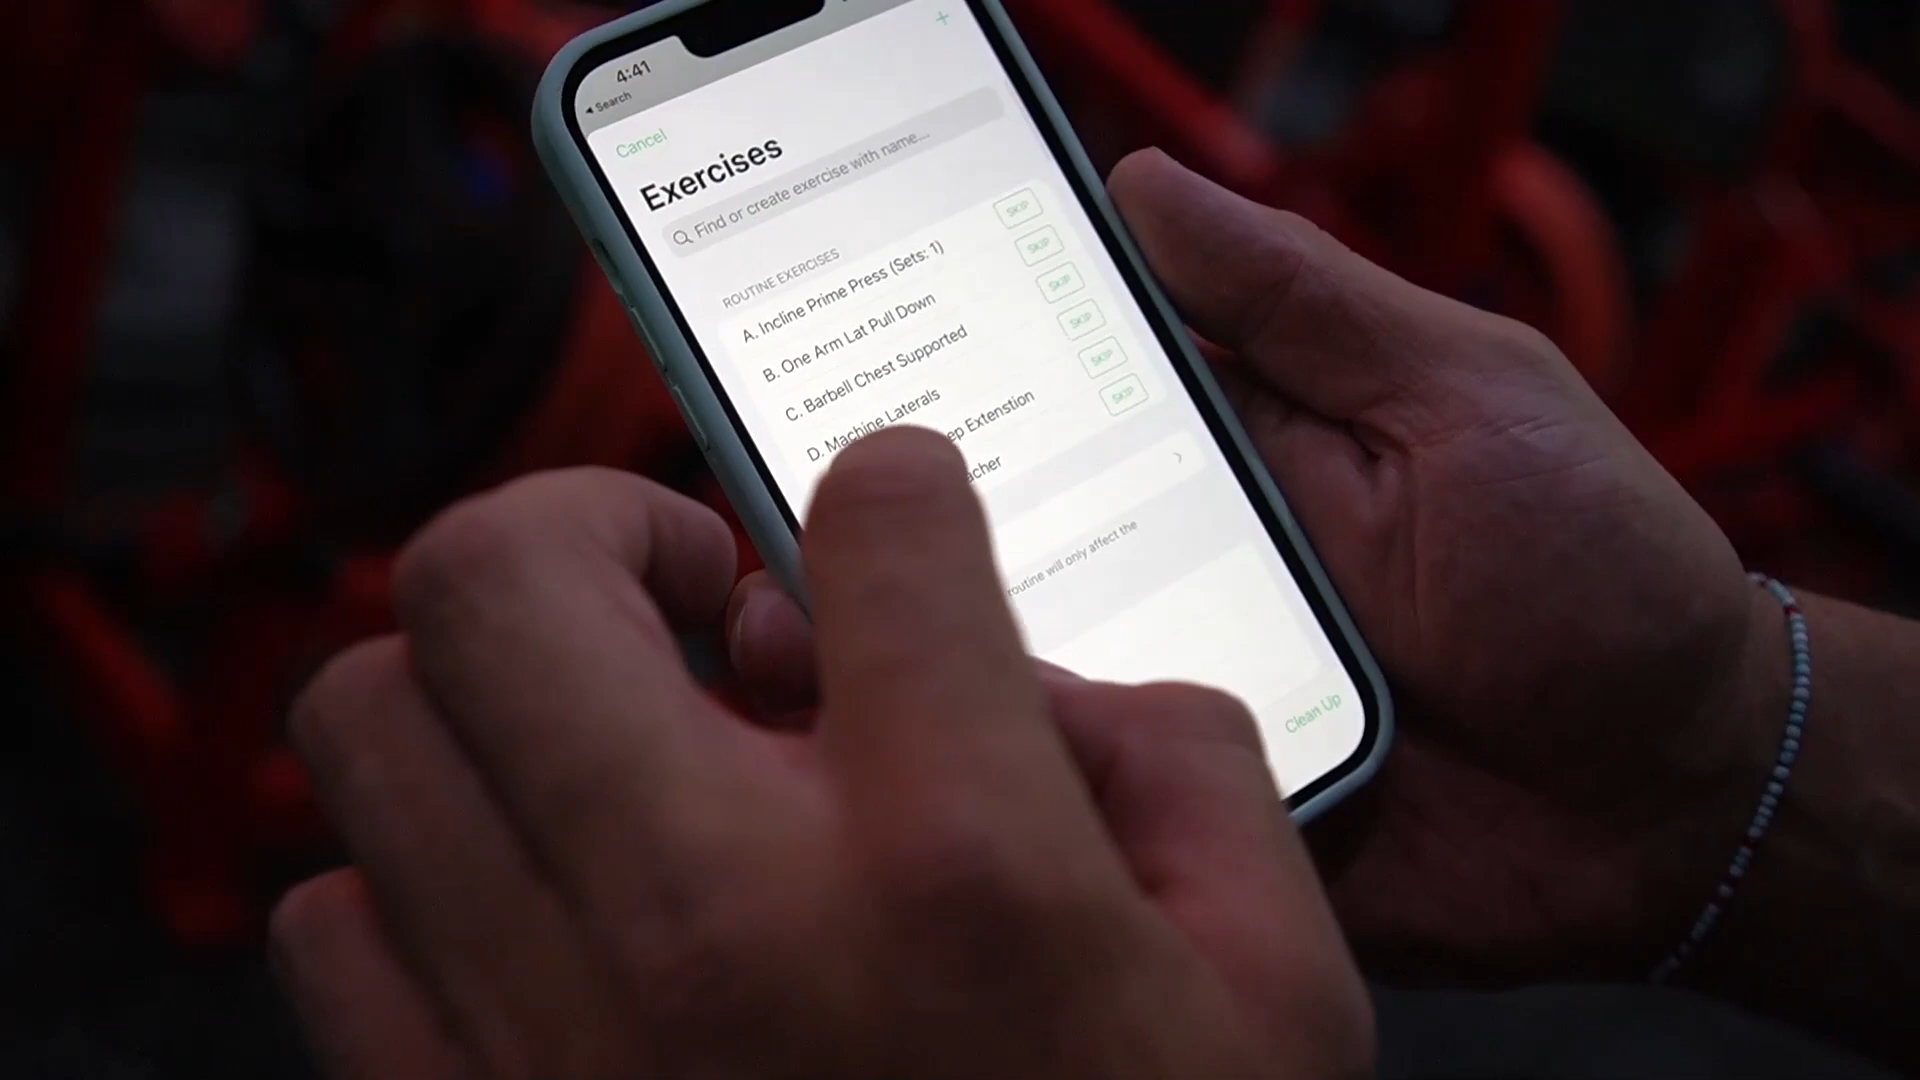 4:41
◂ Search
Cancel
+
Exercises
Find or create exercise with name...
ROUTINE EXERCISES
A. Incline Prime Press (Sets: 1)
SKIP
B. One Arm Lat Pull Down
SKIP
C. Barbell Chest Supported
SKIP
D. Machine Laterals
SKIP
ep Extenstion
SKIP
acher
SKIP
routine will only affect the
Clean Up